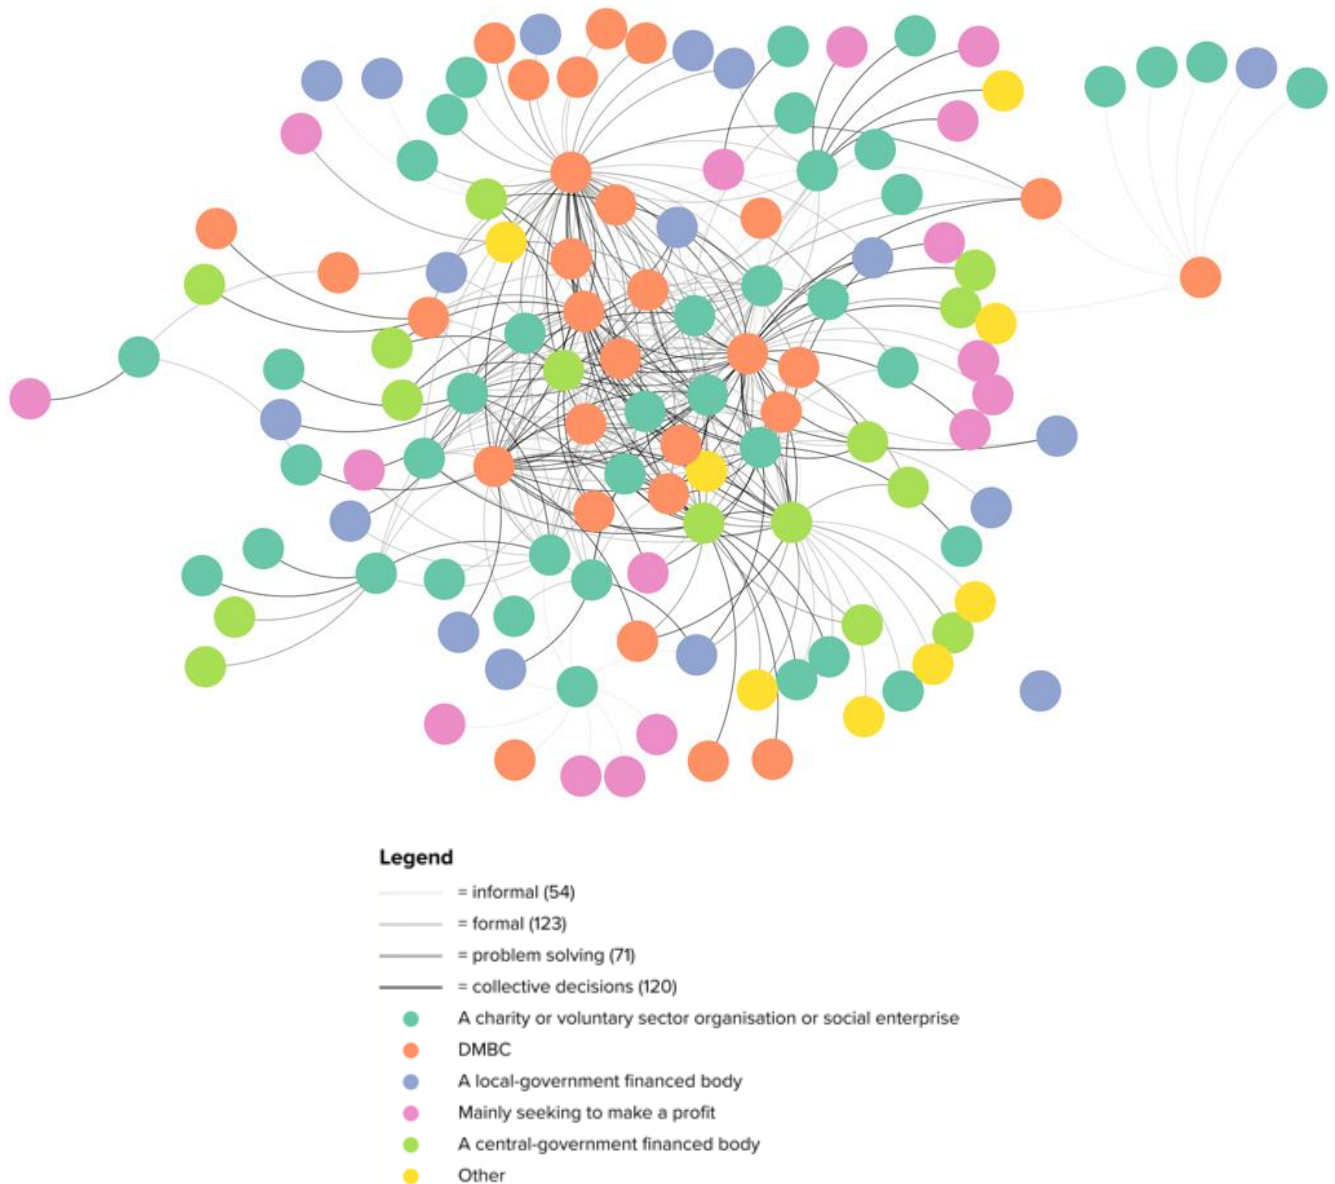 Legend
= informal (54)
= formal (123)
= problem solving (71)
= collective decisions (120)
A charity or voluntary sector organisation or social enterprise
DMBC
A local-government financed body
Mainly seeking to make a profit
A central-government financed body
Other